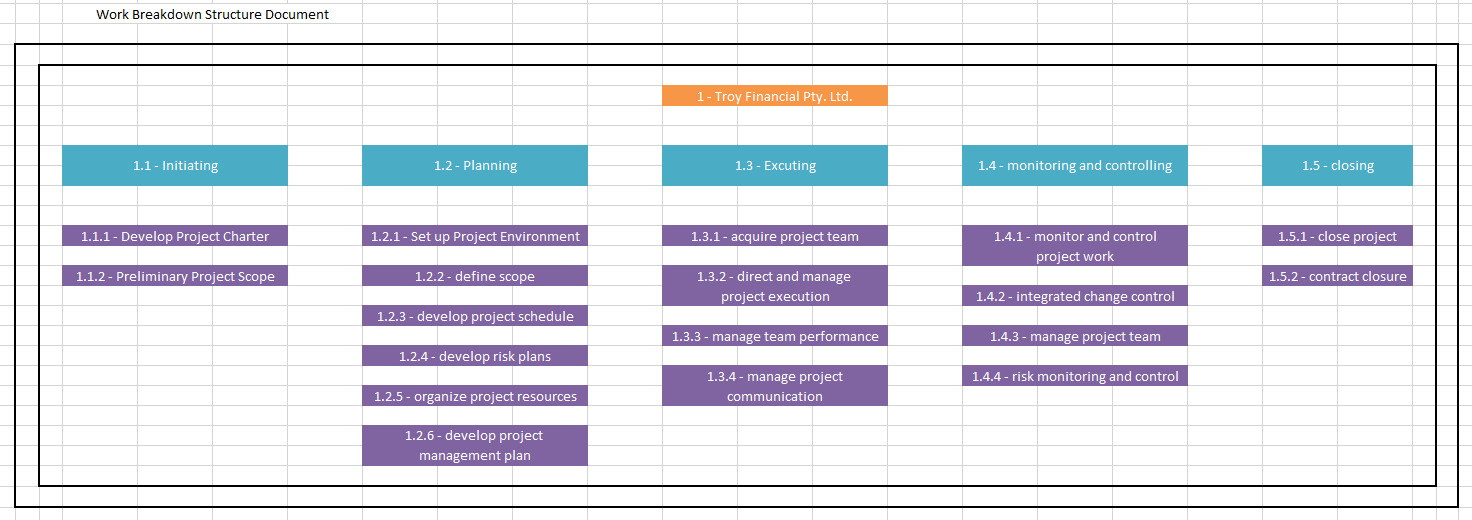 Work Breakdown Structure Document
1 - Troy Financial Pty. Ltd.
1.1 - Initiating
1.2 - Planning
1.3 - Excuting
1.4 - monitoring and controlling
1.5 - closing
1.1.1 - Develop Project Charter
1.1.2 - Preliminary Project Scope
1.2.1 - Set up Project Environment
1.2.2 - define scope
1.2.3 - develop project schedule
1.2.4 - develop risk plans
1.2.5 - organize project resources
1.2.6 - develop project
management plan
1.3.1 - acquire project team
1.3.2 - direct and manage
project execution
1.3.3 - manage team performance
1.3.4 - manage project
communication
1.4.1 - monitor and control
project work
1.4.2 - integrated change control
1.4.3 - manage project team
1.4.4 - risk monitoring and control
1.5.1 - close project
1.5.2 - contract closure